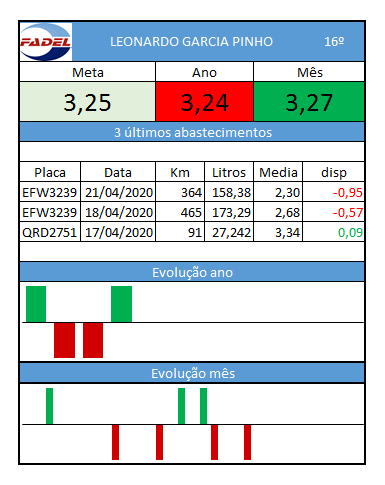 FADEL LEONARDO GARCIA PINHO 16º
Meta Ano Mês
3,25 3,24 3,27
3 últimos abastecimentos
Placa Data Km Litros Media disp
EFW3239 21/04/2020 364 158,38 2,30 -0,95
EFW3239 18/04/2020 465 173,29 2,68 -0,57
QRD2751 17/04/2020 91 27,242 3,34 0,09
Evolução ano
Evolução mês